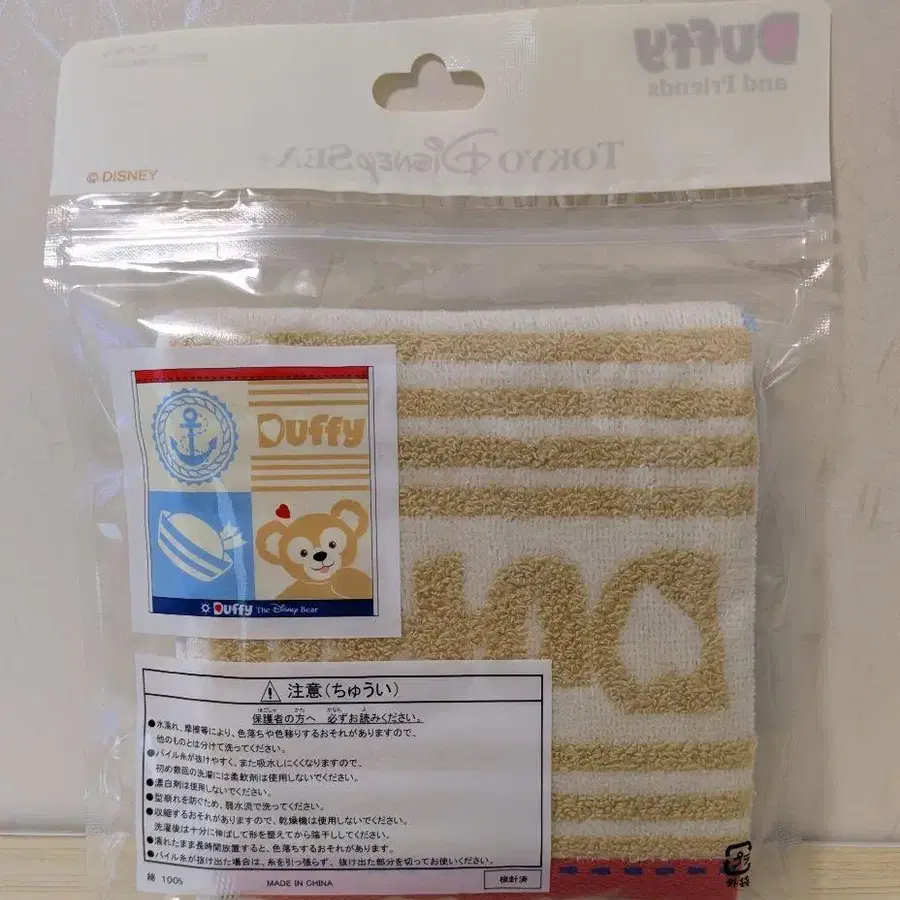 Duffy
and Friends
TOKYO DisneySEA
© DISNEY
Duffy
Duffy The Disney Bear
注意(ちゅうい)
保護者の方へ 必ずお読みください。
●水濡れ、摩擦等により、色落ちや色移りするおそれがありますので、
他のものとは分けて洗ってください。
●パイル糸が抜けやすく、また吸水しにくくなりますので、
初め数回の洗濯には柔軟剤は使用しないでください。
●漂白剤は使用しないでください。
●型崩れを防ぐため、弱水流で洗ってください。
●収縮するおそれがありますので、乾燥機は使用しないでください。
洗濯後は十分に伸ばして形を整えてから陰干ししてください。
●濡れたまま長時間放置すると、色落ちするおそれがあります。
●パイル糸が抜け出た場合は、糸を引っ張らず、抜け出た部分を切ってお使いください。
綿 100%
MADE IN CHINA
検針済
プラ
外袋